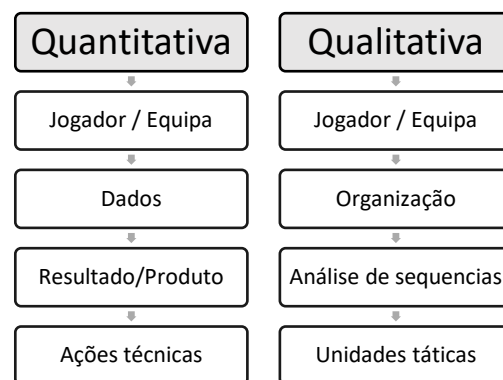 Quantitativa
Jogador / Equipa
Dados
Resultado/Produto
Ações técnicas
Qualitativa
Jogador / Equipa
Organização
Análise de sequencias
Unidades táticas